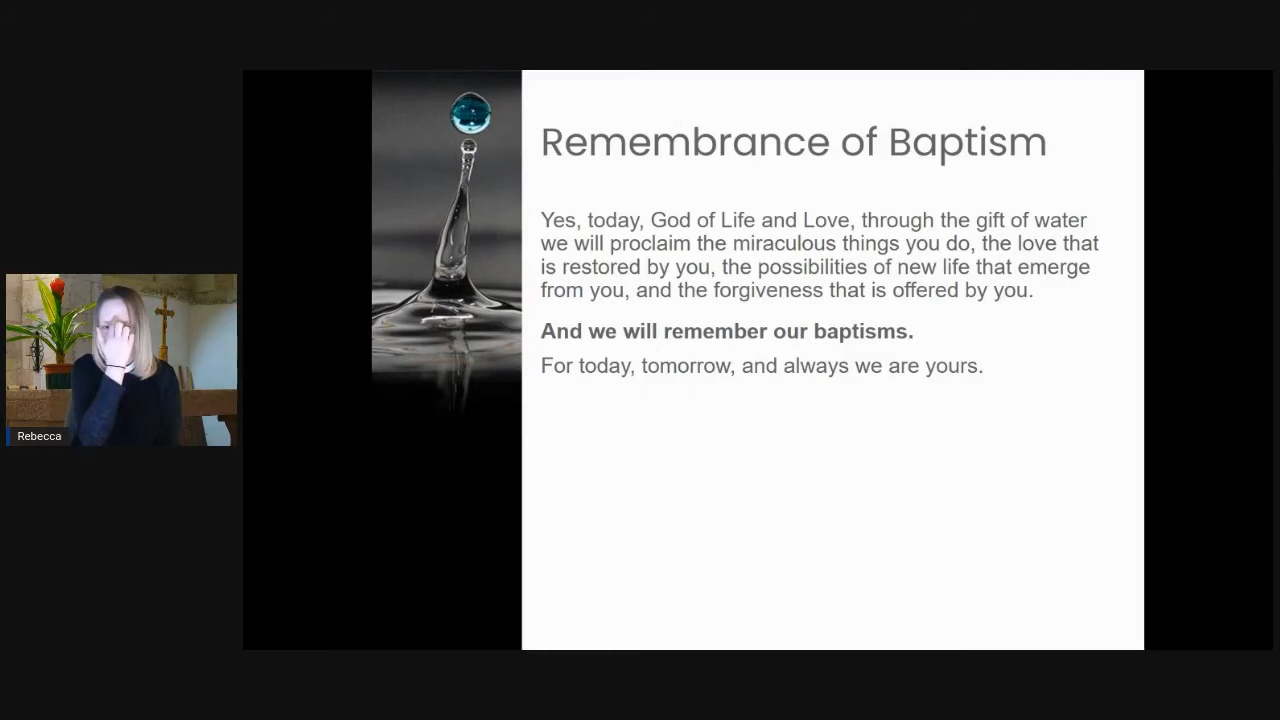 Remembrance of Baptism
Yes, today, God of Life and Love, through the gift of water
we will proclaim the miraculous things you do, the love that
is restored by you, the possibilities of new life that emerge
from you, and the forgiveness that is offered by you.
And we will remember our baptisms.
For today, tomorrow, and always we are yours.
Rebecca